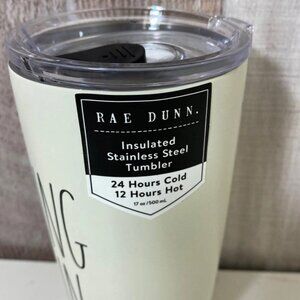 RAE DUNN.
Insulated
Stainless Steel
Tumbler
24 Hours Cold
12 Hours Hot
17 oz/500 mL